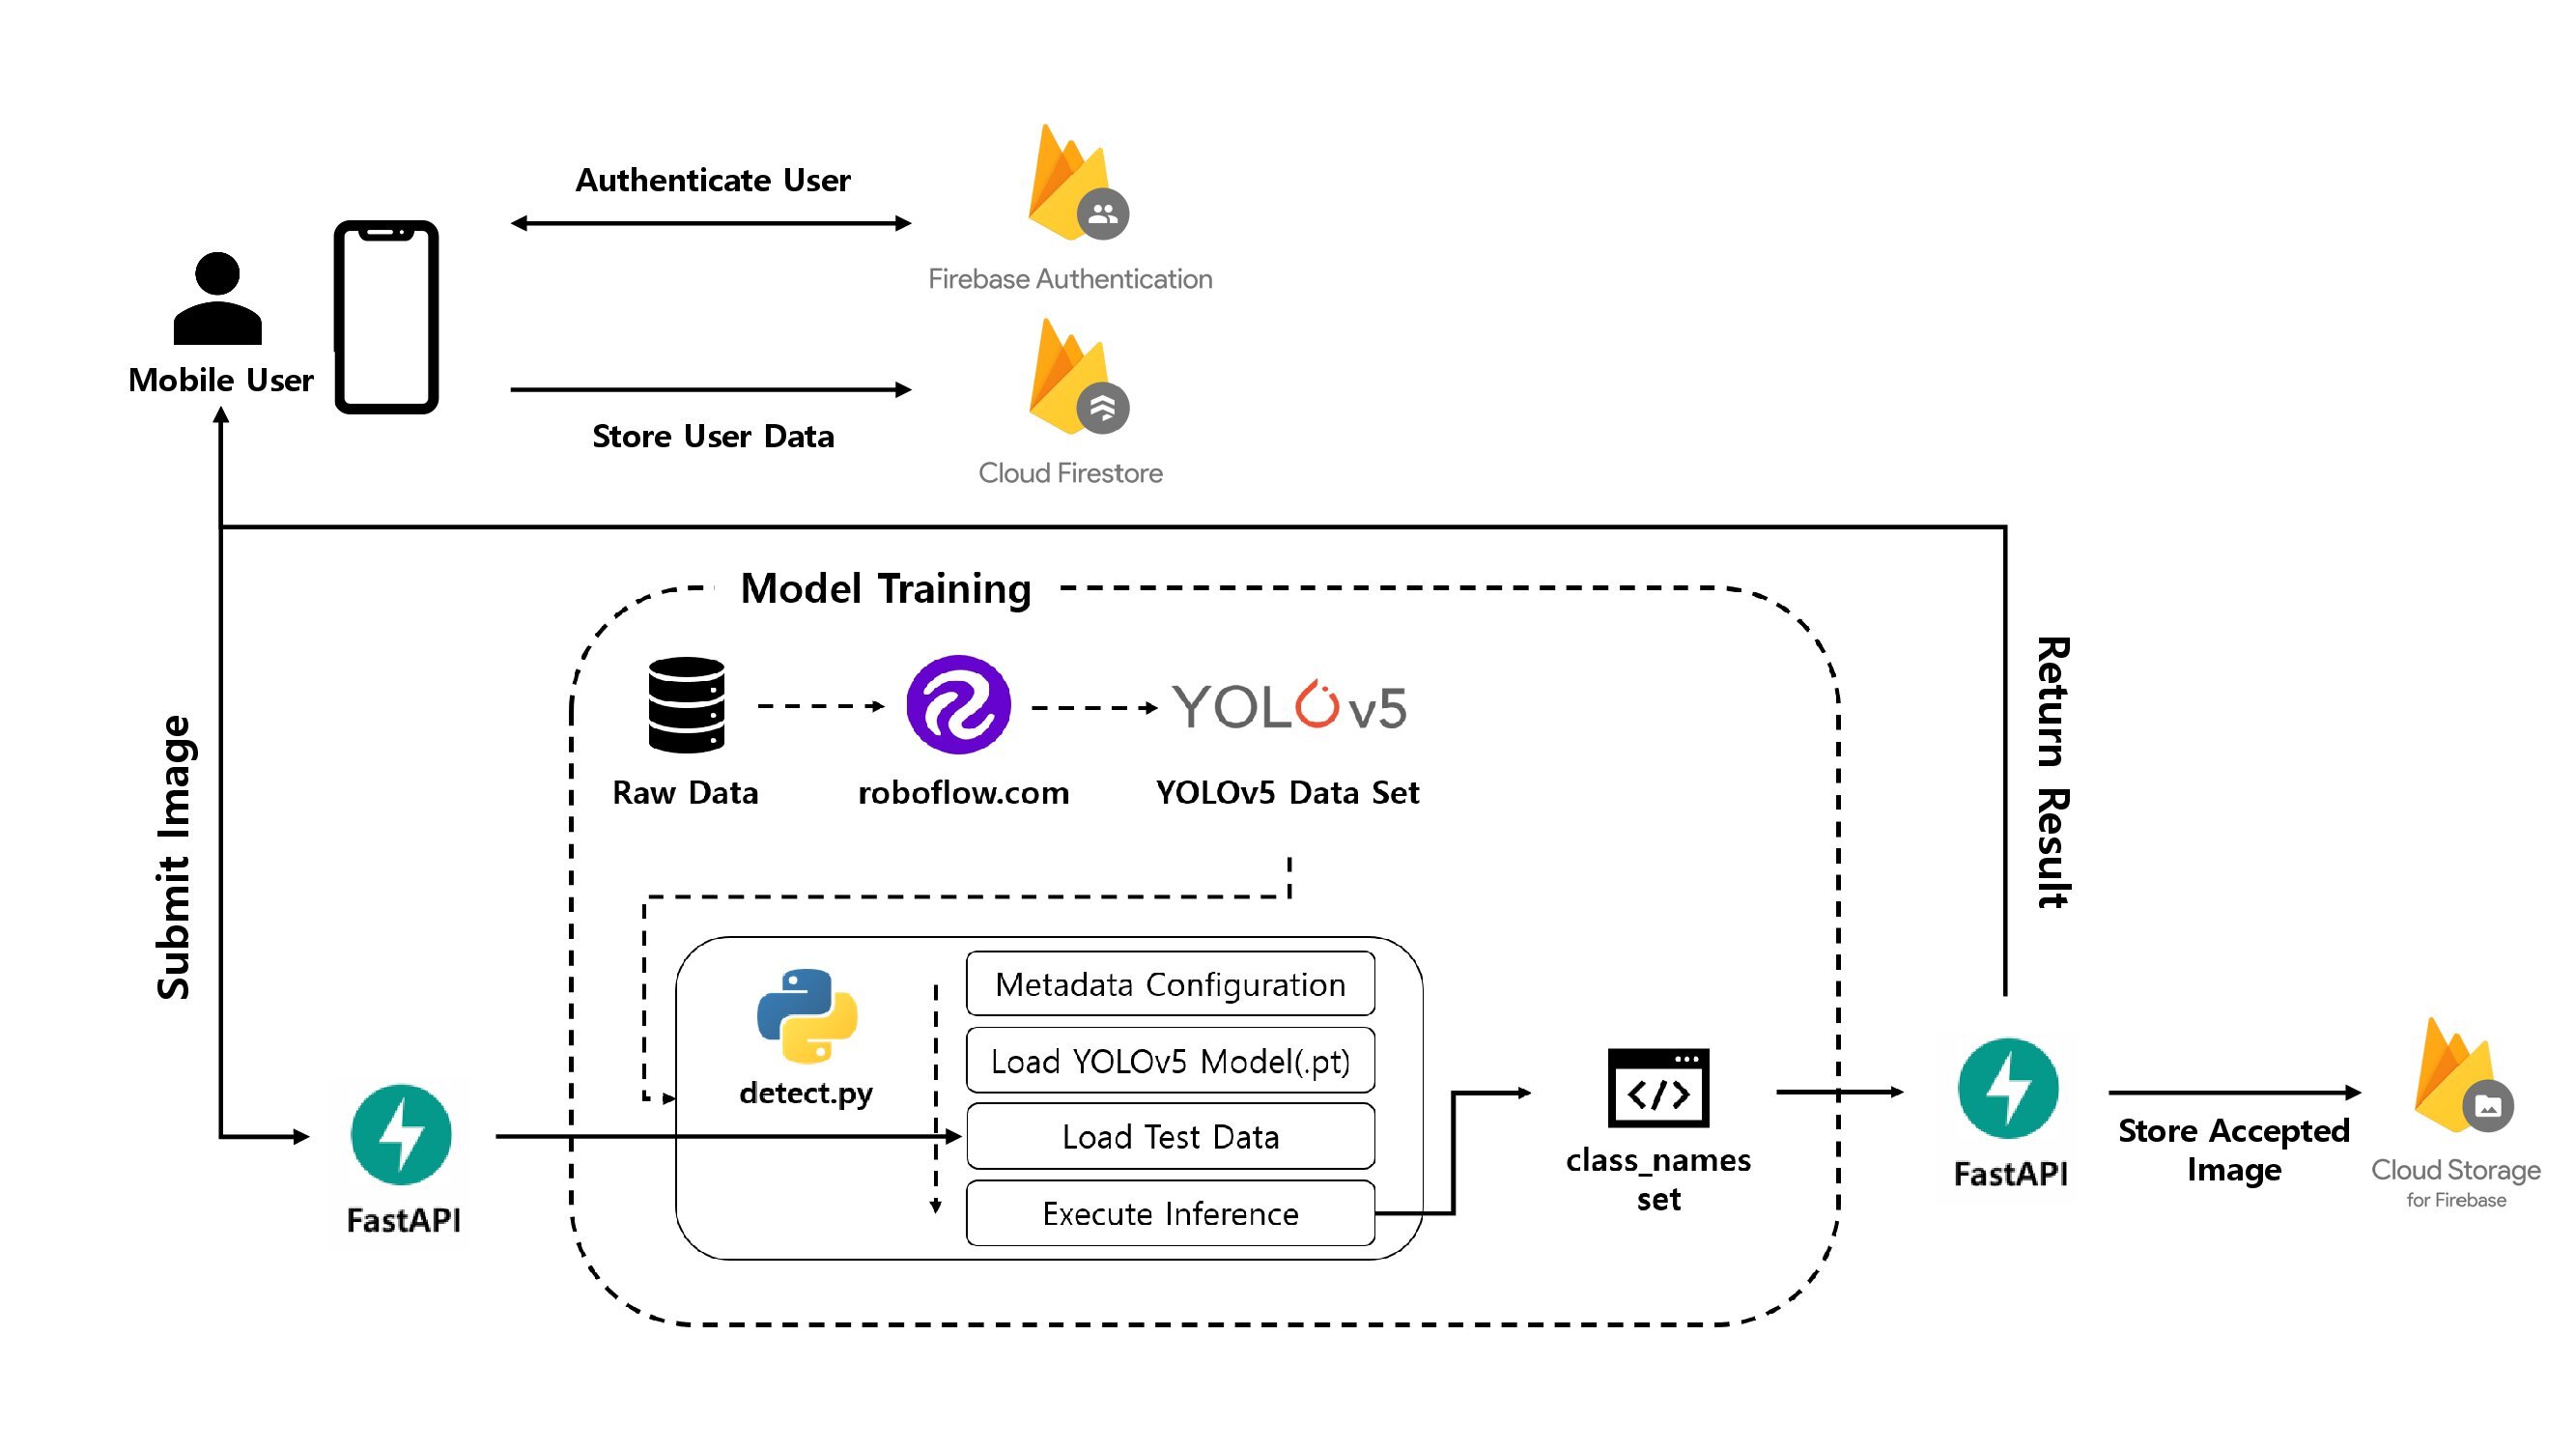 Authenticate User
Firebase Authentication
Mobile User
Store User Data
Cloud Firestore
Model Training
Raw Data
roboflow.com
YOLOv5
YOLOv5 Data Set
Submit Image
Return Result
detect.py
Metadata Configuration
Load YOLOv5 Model(.pt)
Load Test Data
Execute Inference
FastAPI
</>
class_names
set
FastAPI
Store Accepted
Image
Cloud Storage
for Firebase